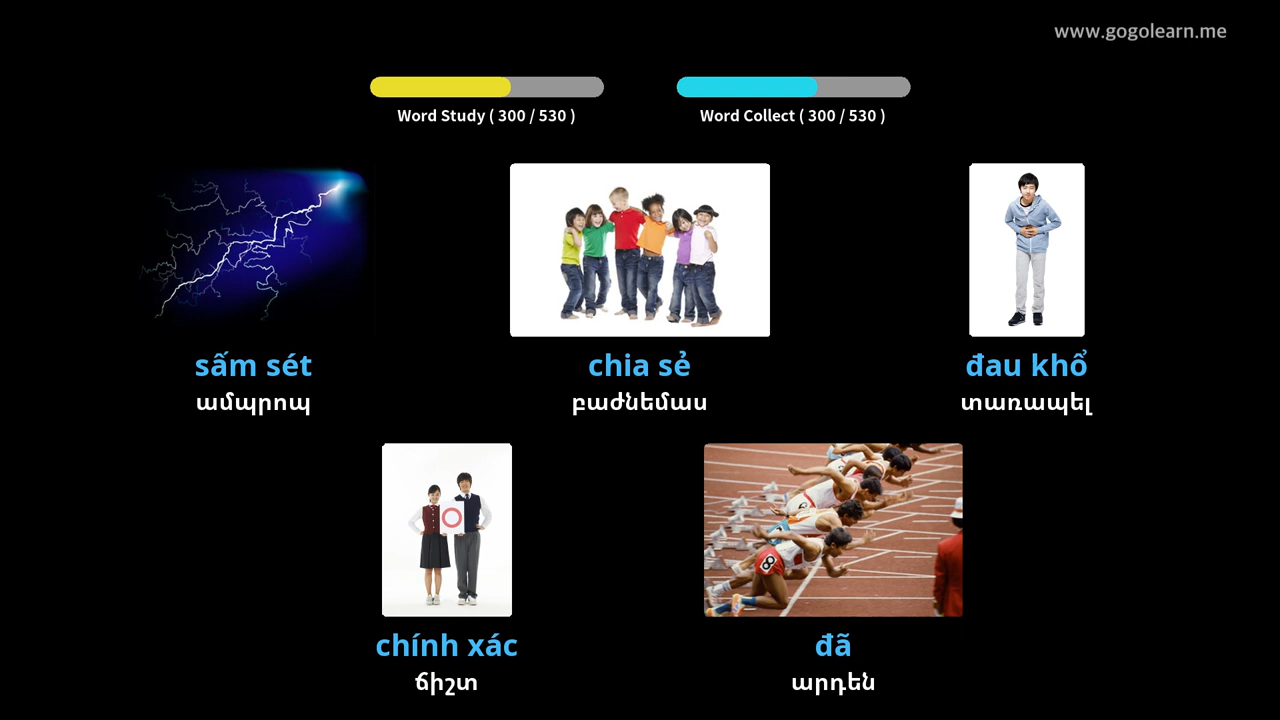 www.gogolearn.me
Word Study ( 300 / 530 )
Word Collect ( 300 / 530 )
sấm sét
ամպրոպ
chia sẻ
բաժնեմաս
đau khổ
տառապել
chính xác
ճիշտ
đã
արդեն